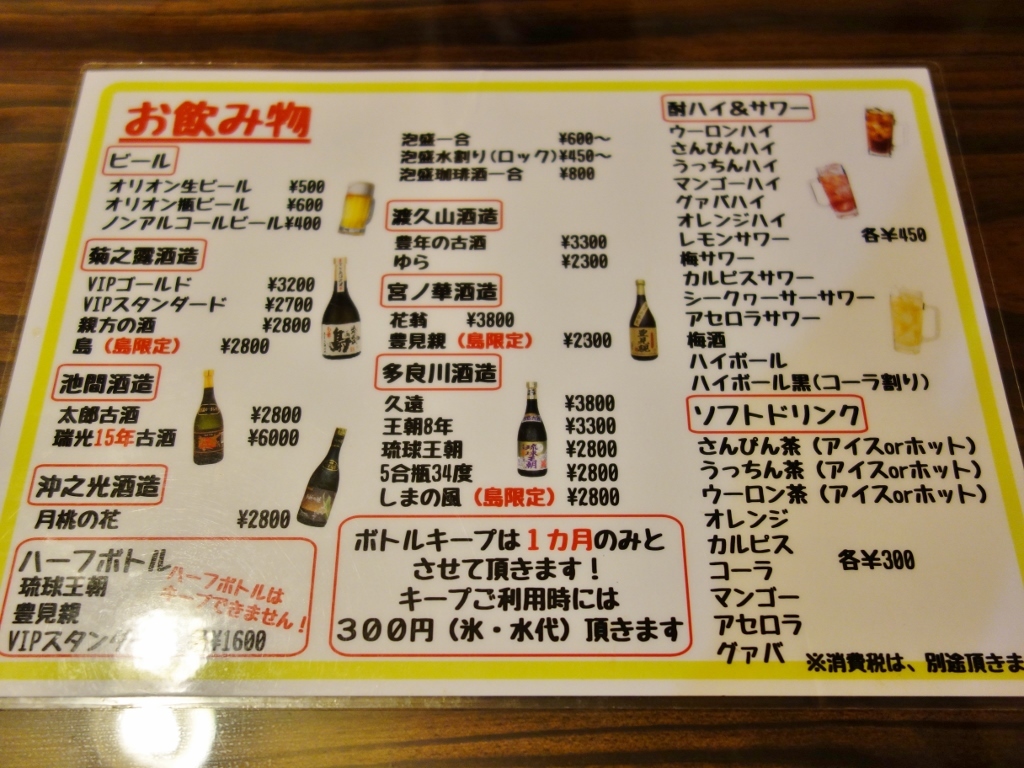 お飲み物
ビール
オリオン生ビール ¥500
オリオン瓶ビール ¥600
ノンアルコールビール¥400
菊之露酒造
VIPゴールド ¥3200
VIPスタンダード ¥2700
親方の酒 ¥2800
島(島限定) ¥2800
池間酒造
太郎古酒 ¥2800
瑞光15年古酒 ¥6000
沖之光酒造
月桃の花 ¥2800
ハーフボトル
琉球王朝
豊見親
VIPスタンダ ¥1600
ハーフボトルは
キープできません!
泡盛一合 ¥600~
泡盛水割り(ロック)¥450~
泡盛珈琲酒一合 ¥800
渡久山酒造
豊年の古酒 ¥3300
ゆら ¥2300
宮ノ華酒造
花翁 ¥3800
豊見親(島限定) ¥2300
多良川酒造
久遠 ¥3800
王朝8年 ¥3300
琉球王朝 ¥2800
5合瓶34度 ¥2800
しまの風(島限定) ¥2800
ボトルキープは1カ月のみと
させて頂きます!
キープご利用時には
300円(氷・水代)頂きます
酎ハイ&サワー
ウーロンハイ
さんぴんハイ
うっちんハイ
マンゴーハイ
グァバハイ
オレンジハイ
レモンサワー 各¥450
梅サワー
カルピスサワー
シークヮーサーサワー
アセロラサワー
梅酒
ハイボール
ハイボール黒(コーラ割り)
ソフトドリンク
さんぴん茶(アイスorホット)
うっちん茶(アイスorホット)
ウーロン茶(アイスorホット)
オレンジ
カルピス
コーラ 各¥300
マンゴー
アセロラ
グァバ
※消費税は、別途頂きま